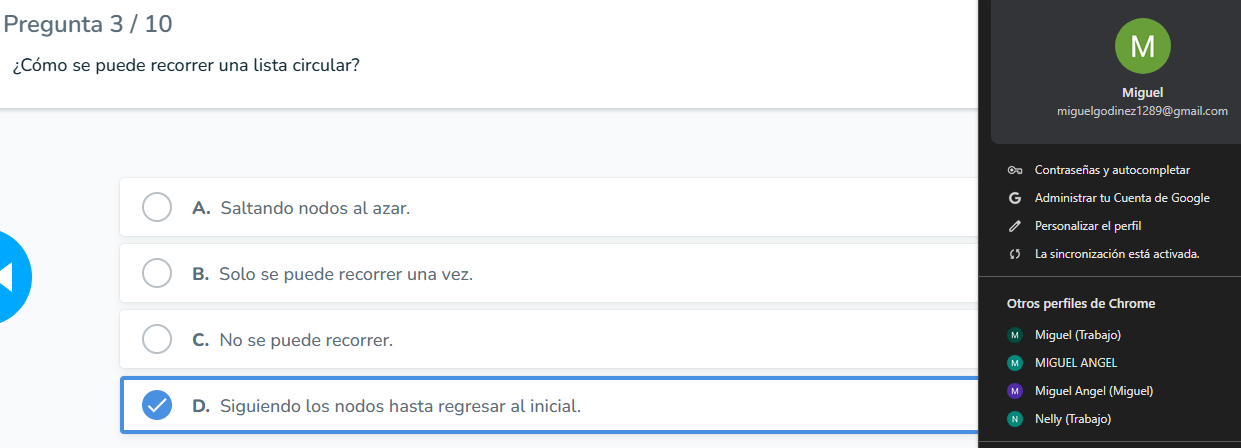 Pregunta 3 / 10
¿Cómo se puede recorrer una lista circular?
A. Saltando nodos al azar.
B. Solo se puede recorrer una vez.
C. No se puede recorrer.
D. Siguiendo los nodos hasta regresar al inicial.
M
Miguel
miguelgodinez1289@gmail.com
Contraseñas y autocompletar
G Administrar tu Cuenta de Google
Personalizar el perfil
La sincronización está activada.
Otros perfiles de Chrome
M Miguel (Trabajo)
M MIGUEL ANGEL
M Miguel Angel (Miguel)
N Nelly (Trabajo)